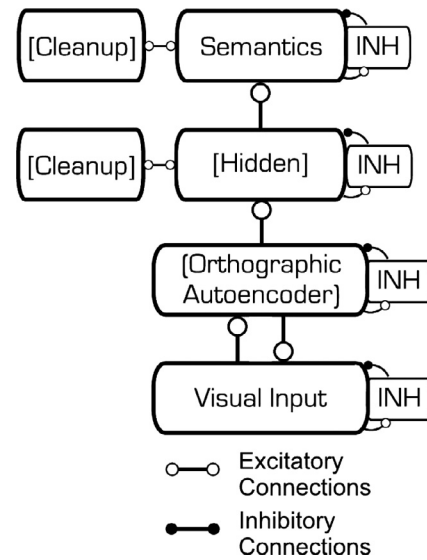 [Cleanup] Semantics INH
[Cleanup] [Hidden] INH
(Orthographic
Autoencoder) INH
Visual Input INH
Excitatory
Connections
Inhibitory
Connections